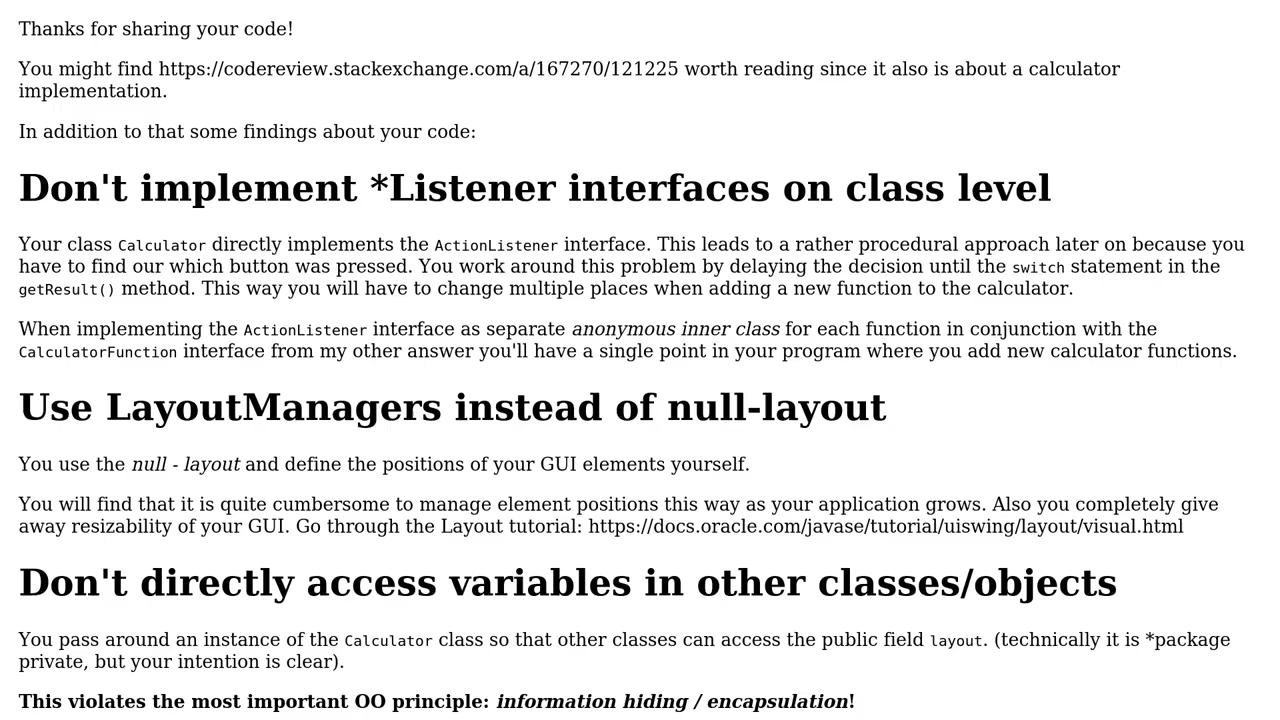 Thanks for sharing your code!
You might find https://codereview.stackexchange.com/a/167270/121225 worth reading since it also is about a calculator
implementation.
In addition to that some findings about your code:
Don't implement *Listener interfaces on class level
Your class Calculator directly implements the ActionListener interface. This leads to a rather procedural approach later on because you
have to find our which button was pressed. You work around this problem by delaying the decision until the switch statement in the
getResult() method. This way you will have to change multiple places when adding a new function to the calculator.
When implementing the ActionListener interface as separate anonymous inner class for each function in conjunction with the
CalculatorFunction interface from my other answer you'll have a single point in your program where you add new calculator functions.
Use LayoutManagers instead of null-layout
You use the null - layout and define the positions of your GUI elements yourself.
You will find that it is quite cumbersome to manage element positions this way as your application grows. Also you completely give
away resizability of your GUI. Go through the Layout tutorial: https://docs.oracle.com/javase/tutorial/uiswing/layout/visual.html
Don't directly access variables in other classes/objects
You pass around an instance of the Calculator class so that other classes can access the public field layout. (technically it is *package
private, but your intention is clear).
This violates the most important OO principle: information hiding / encapsulation!